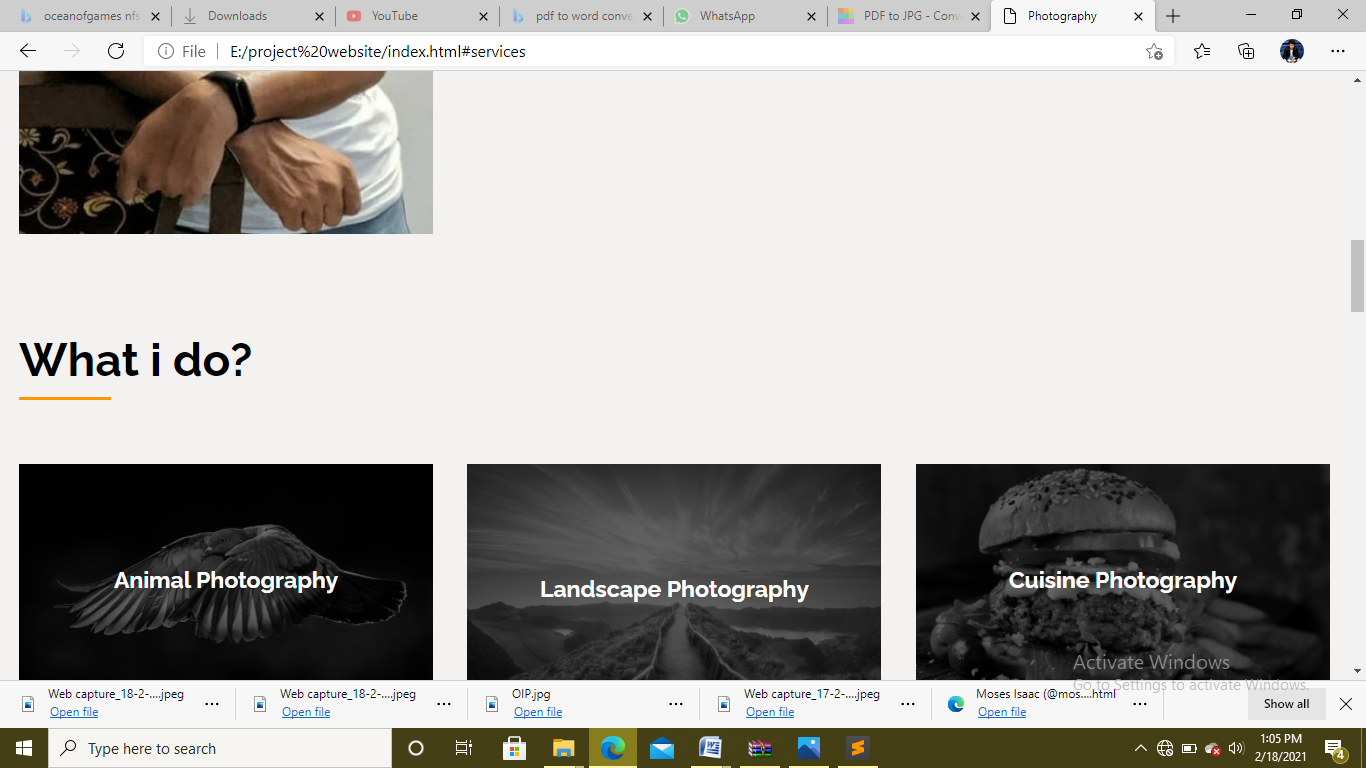 oceanofgames nfs
Downloads
YouTube
pdf to word conve
WhatsApp
PDF to JPG - Conv
Photography
File
E:/project%20website/index.html#services
What i do?
Animal Photography
Landscape Photography
Cuisine Photography
Activate Windows
Go to Settings to activate Windows.
Web capture_18-2-....jpeg
Open file
Web capture_18-2-....jpeg
Open file
OIP.jpg
Open file
Web capture_17-2-....jpeg
Open file
Moses Isaac (@mos....html
Open file
Show all
Type here to search
1:05 PM
2/18/2021
4